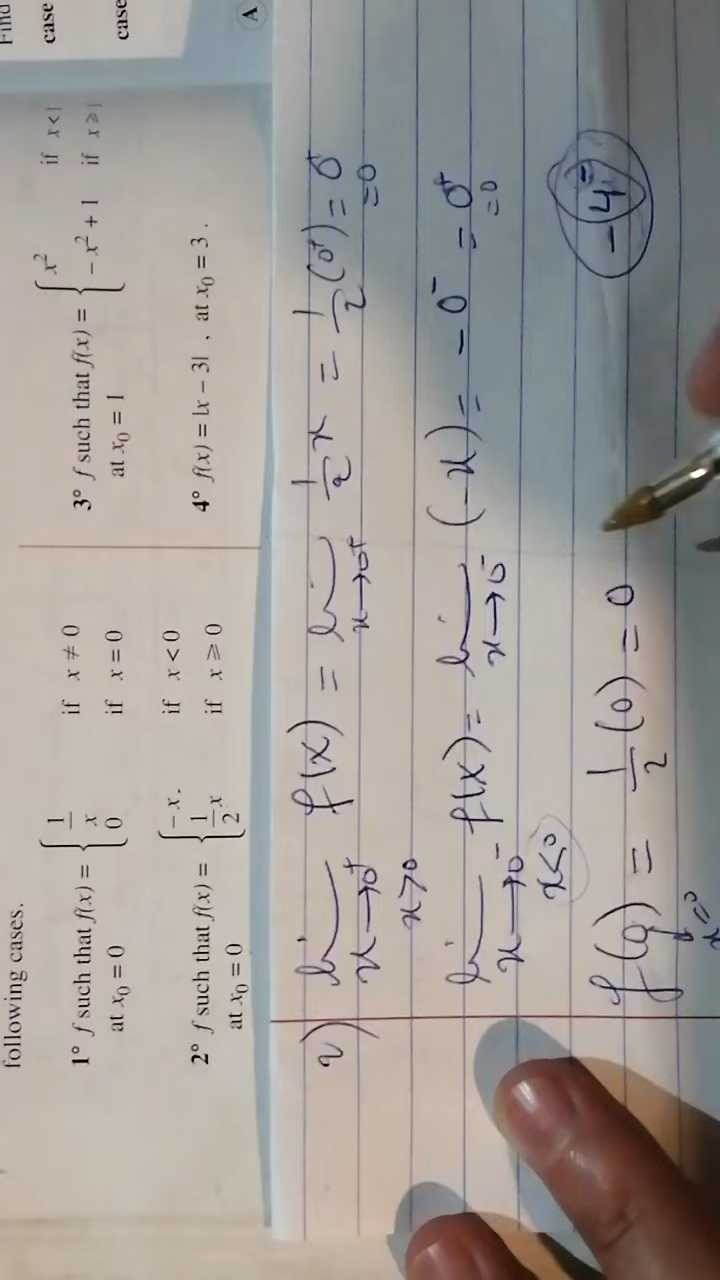 following cases.
1° f such that f(x) = { 1/x if x ≠ 0
0 if x = 0
at x₀ = 0
2° f such that f(x) = { -x. if x < 0
1/2 x if x ⩾ 0
at x₀ = 0
3° f such that f(x) = { x² if x < 1
-x² + 1 if x ⩾ 1
at x₀ = 1
4° f(x) = |x - 3| , at x₀ = 3 .
Find
case
case
A
2) lim f(x) = lim 1/2 x = 1/2 (0⁺) = 0⁺
x→0⁺ x→0⁺ =0
x>0
lim f(x) = lim (-x) = -0⁻ = 0⁺
x→0⁻ x→0⁻ =0
x<0
f(0) = 1/2 (0) = 0